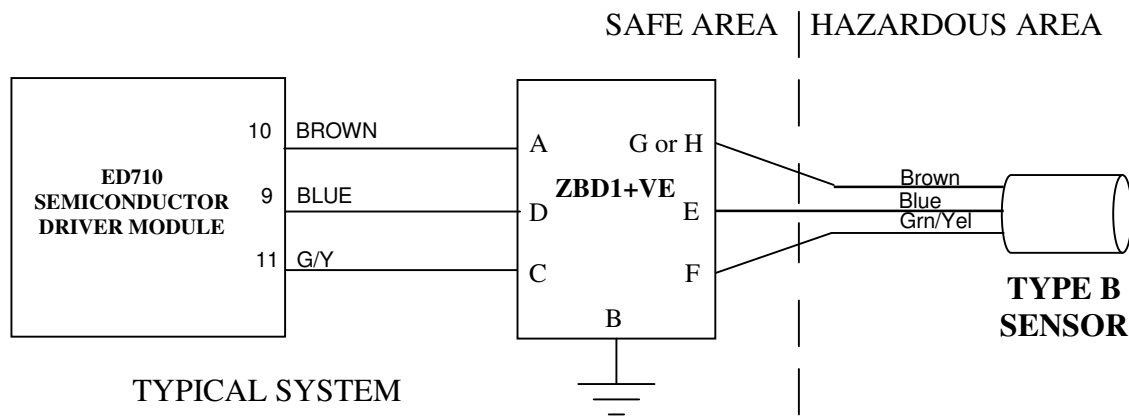 SAFE AREA HAZARDOUS AREA
10 BROWN A G or H Brown
ED710
SEMICONDUCTOR
DRIVER MODULE
ZBD1+VE
9 BLUE D E Blue
11 G/Y C F Grn/Yel
B
TYPE B
SENSOR
TYPICAL SYSTEM